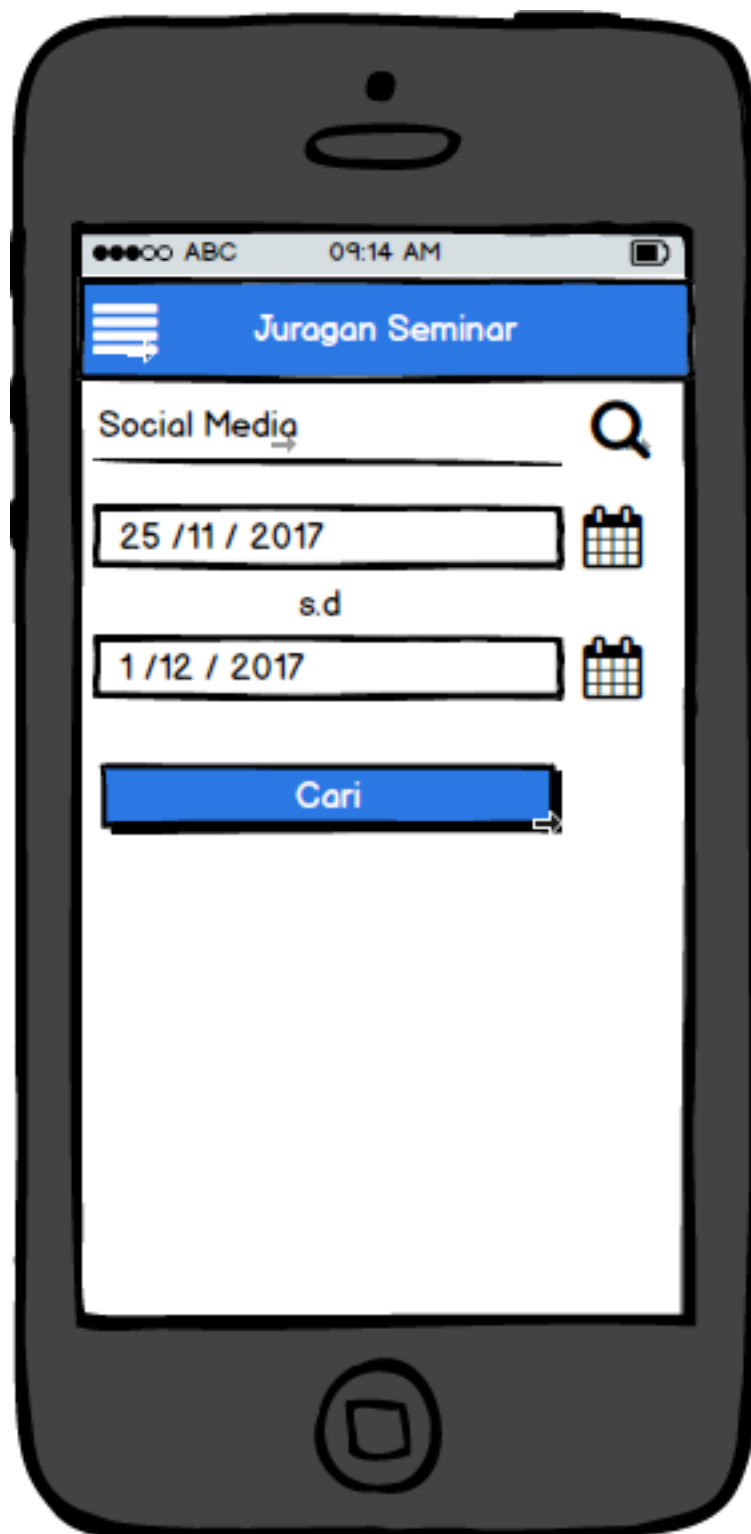 ABC 09:14 AM
Juragan Seminar
Social Media
25 /11 / 2017
s.d
1 /12 / 2017
Cari